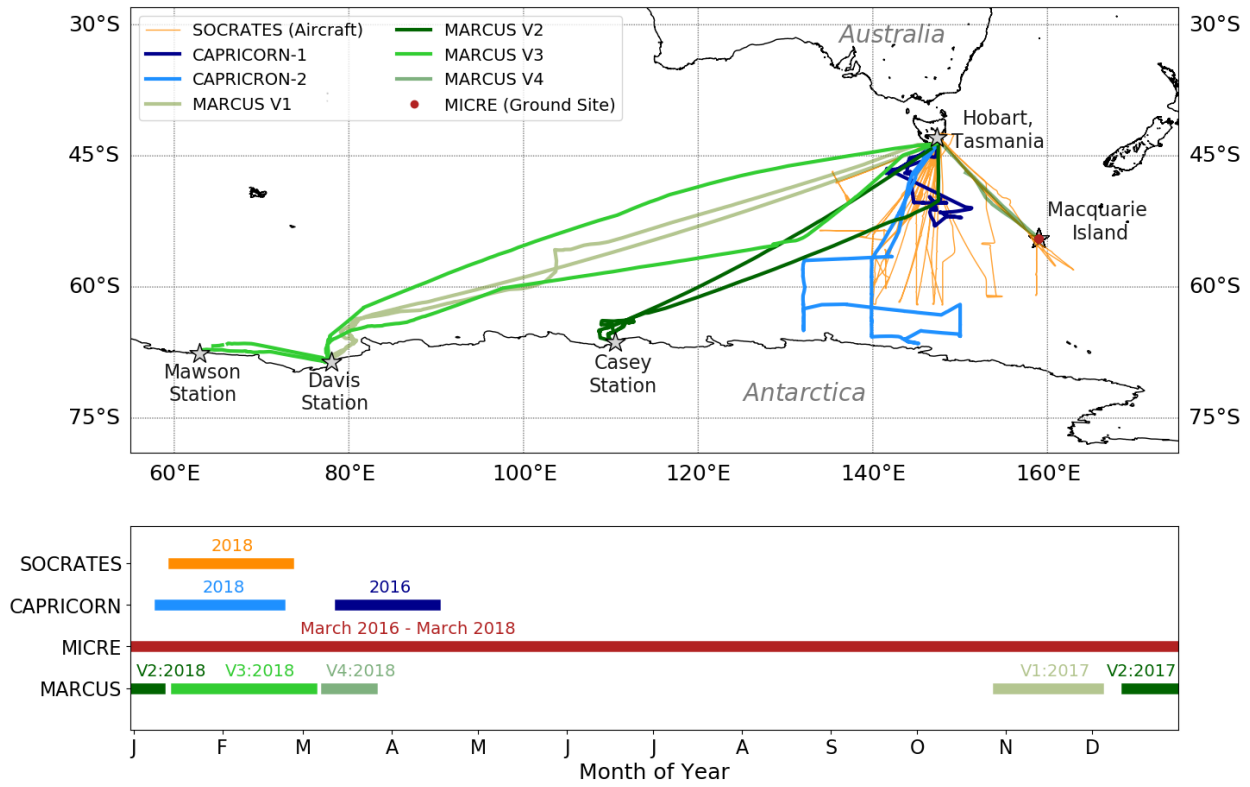 30°S
30°S
SOCRATES (Aircraft)
CAPRICORN-1
CAPRICRON-2
MARCUS V1
MARCUS V2
MARCUS V3
MARCUS V4
MICRE (Ground Site)
Australia
Hobart,
Tasmania
45°S
45°S
Macquarie
Island
60°S
60°S
Mawson
Station
Davis
Station
Casey
Station
Antarctica
75°S
75°S
60°E
80°E
100°E
120°E
140°E
160°E
SOCRATES
2018
CAPRICORN
2018
2016
MICRE
March 2016 - March 2018
MARCUS
V2:2018
V3:2018
V4:2018
V1:2017
V2:2017
J
F
M
A
M
J
J
A
S
O
N
D
Month of Year